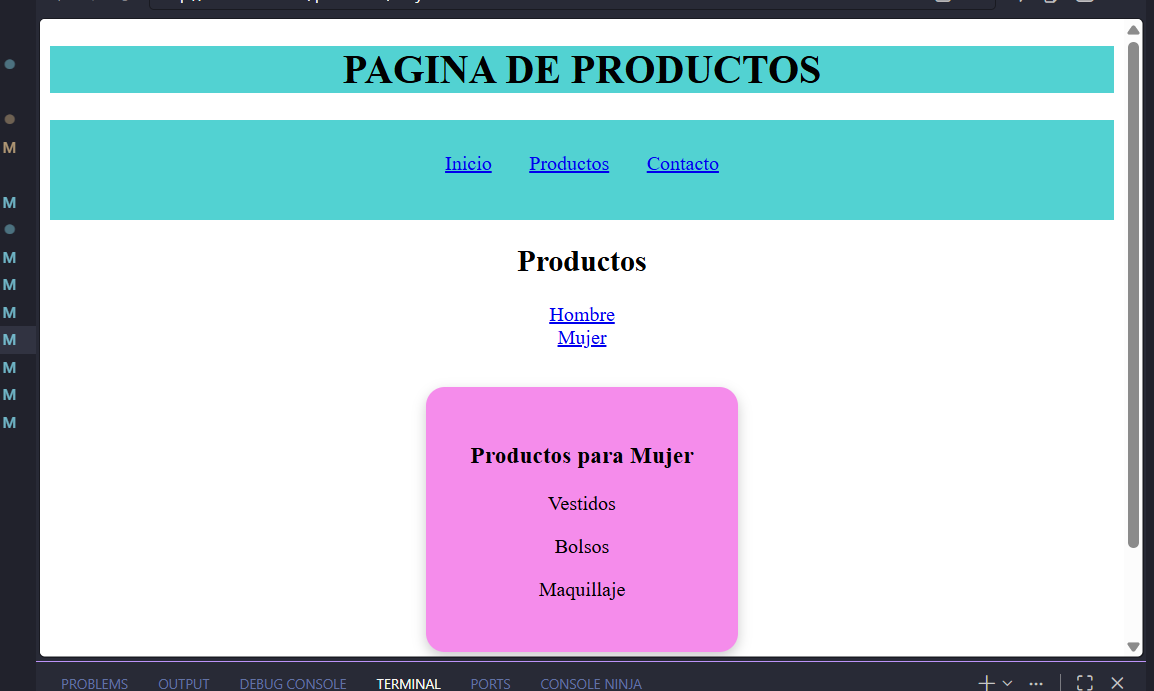 PAGINA DE PRODUCTOS
Inicio Productos Contacto
Productos
Hombre
Mujer
Productos para Mujer
Vestidos
Bolsos
Maquillaje
M
M
M
M
M
M
M
M
PROBLEMS OUTPUT DEBUG CONSOLE TERMINAL PORTS CONSOLE NINJA